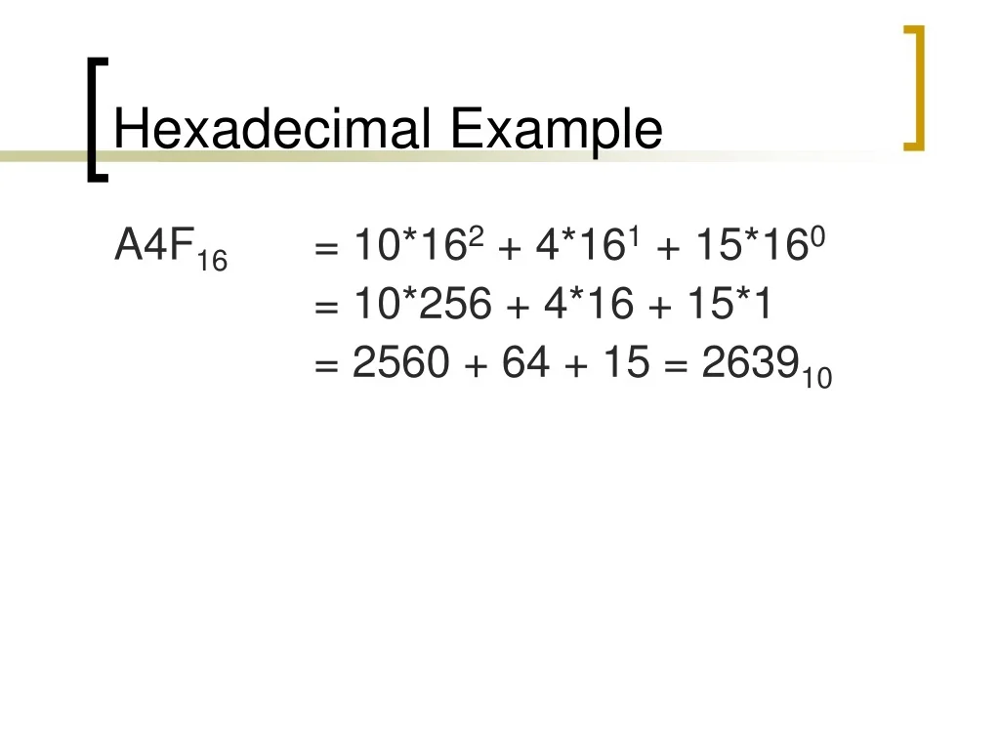 Hexadecimal Example
A4F₁₆ = 10*16² + 4*16¹ + 15*16⁰
= 10*256 + 4*16 + 15*1
= 2560 + 64 + 15 = 2639₁₀